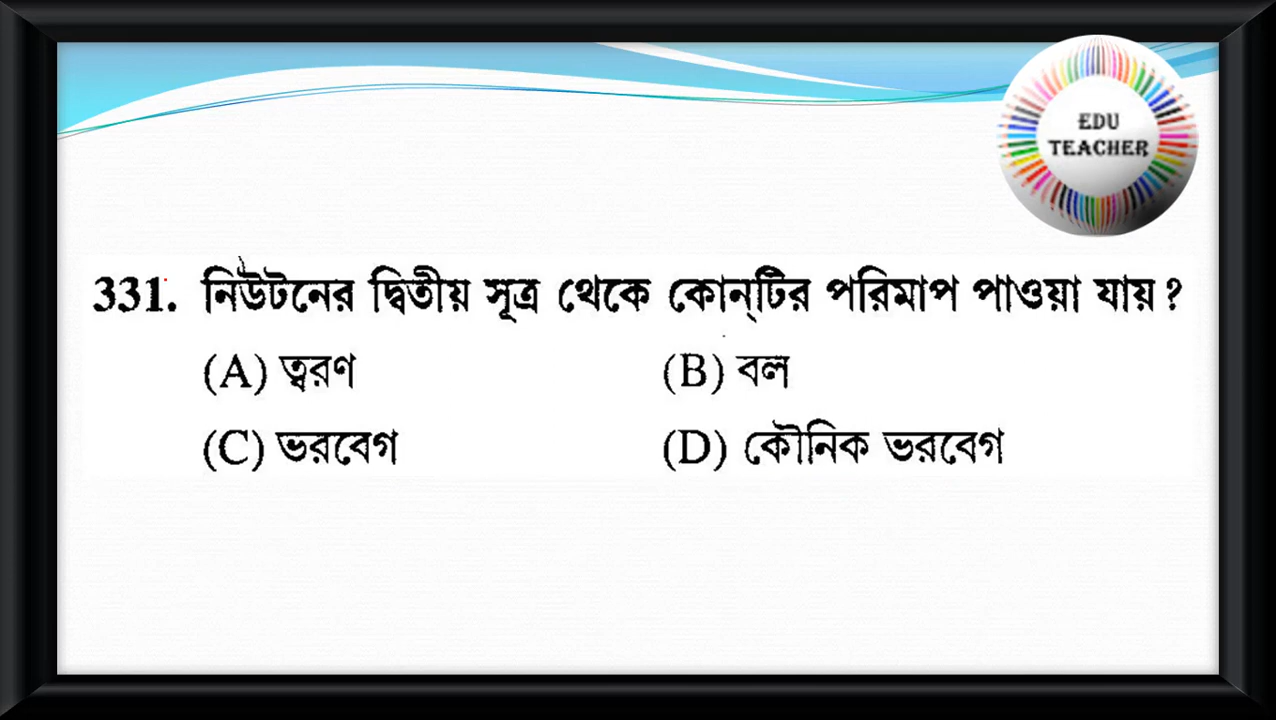 EDU
TEACHER
331. নিউটনের দ্বিতীয় সূত্র থেকে কোন্‌টির পরিমাপ পাওয়া যায়?
(A) ত্বরণ (B) বল
(C) ভরবেগ (D) কৌনিক ভরবেগ